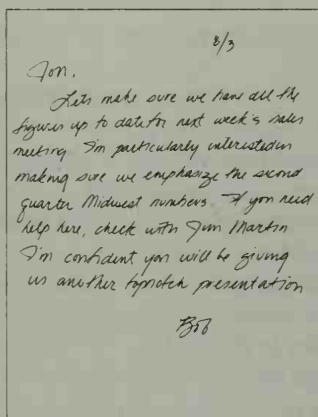 8/3
Jon,
Lets make sure we have all the
figures up to date for next week's sales
meeting. I'm particularly interested in
making sure we emphasize the second
quarter Midwest numbers. If you need
help here, check with Jim Martin
I'm confident you will be giving
us another topnotch presentation
Bob